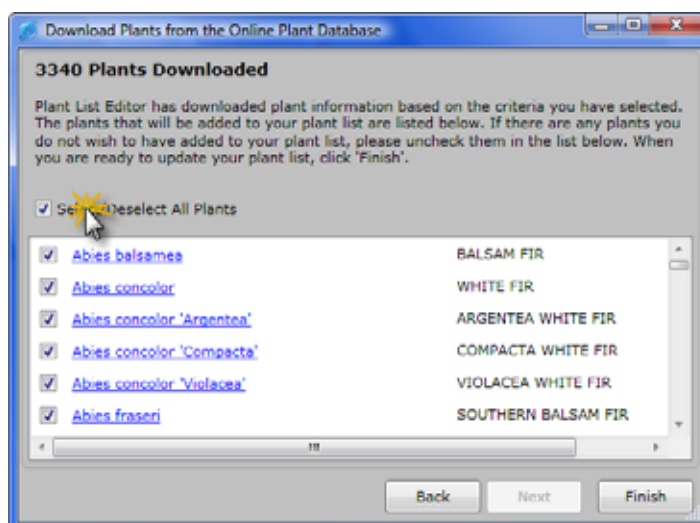 Download Plants from the Online Plant Database
3340 Plants Downloaded
Plant List Editor has downloaded plant information based on the criteria you have selected.
The plants that will be added to your plant list are listed below. If there are any plants you
do not wish to have added to your plant list, please uncheck them in the list below. When
you are ready to update your plant list, click 'Finish'.
Select/Deselect All Plants
Abies balsamea BALSAM FIR
Abies concolor WHITE FIR
Abies concolor 'Argentea' ARGENTEA WHITE FIR
Abies concolor 'Compacta' COMPACTA WHITE FIR
Abies concolor 'Violacea' VIOLACEA WHITE FIR
Abies fraseri SOUTHERN BALSAM FIR
Back Next Finish